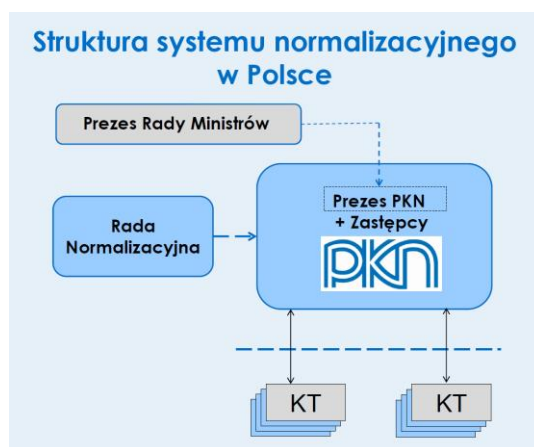 Struktura systemu normalizacyjnego
w Polsce
Prezes Rady Ministrów
Prezes PKN
+ Zastępcy
Rada
Normalizacyjna
PKN
KT
KT